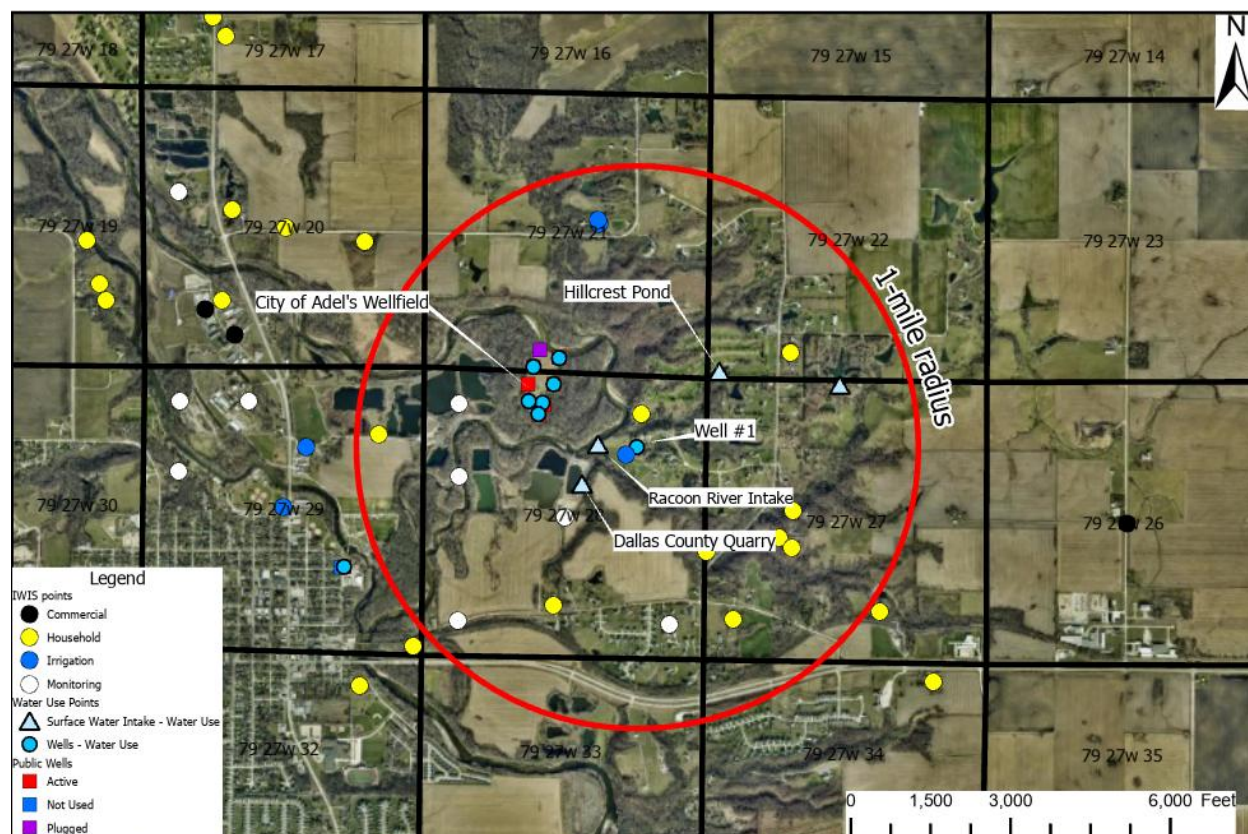 N
79 27w 18
79 27w 17
79 27w 16
79 27w 15
79 27w 14
79 27w 19
79 27w 20
79 27w 21
79 27w 22
79 27w 23
Hillcrest Pond
City of Adel's Wellfield
1-mile radius
Well #1
Racoon River Intake
79 27w 30
79 27w 29
79 27w 28
79 27w 27
79 27w 26
Dallas County Quarry
Legend
IWIS points
Commercial
Household
Irrigation
Monitoring
Water Use Points
Surface Water Intake - Water Use
Wells - Water Use
Public Wells
Active
Not Used
Plugged
79 27w 32
79 27w 33
79 27w 34
79 27w 35
0 1,500 3,000 6,000 Feet